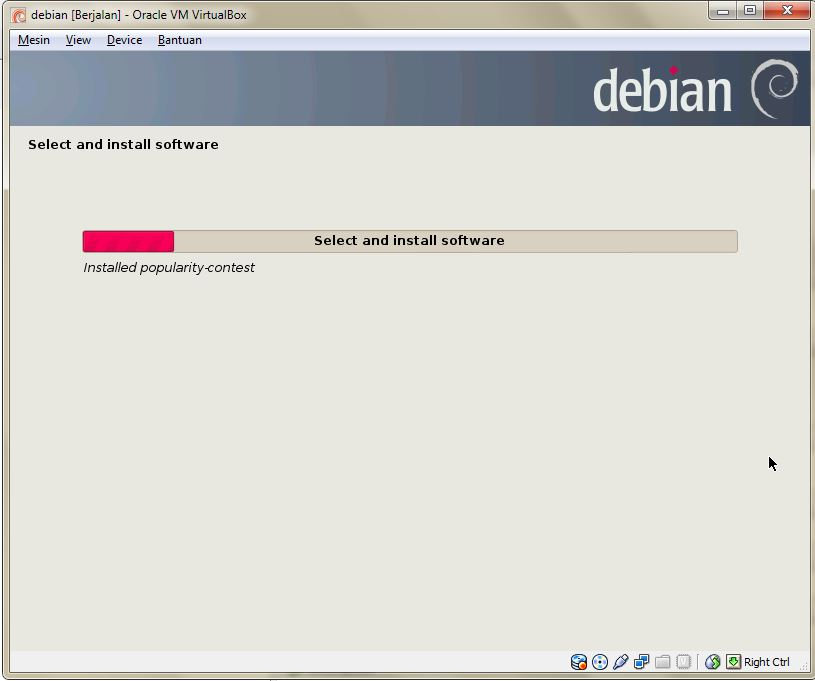 debian [Berjalan] - Oracle VM VirtualBox
Mesin View Device Bantuan
debian
Select and install software
Select and install software
Installed popularity-contest
Right Ctrl